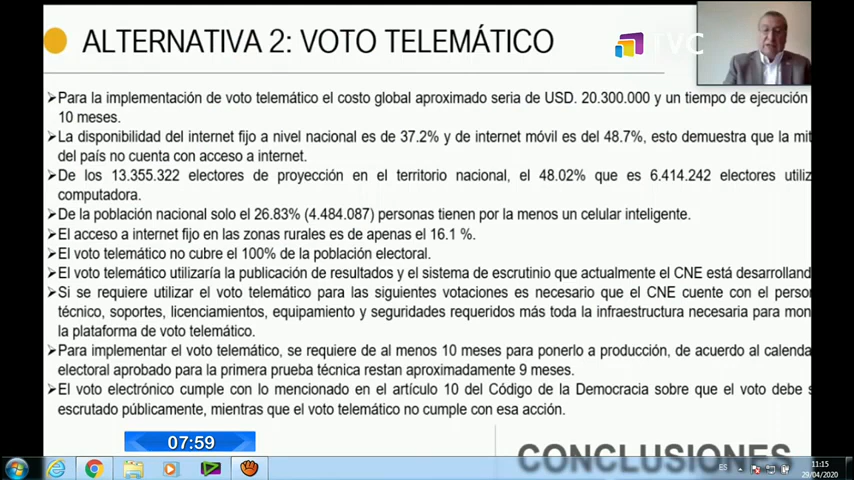 ALTERNATIVA 2: VOTO TELEMÁTICO
TVC
➢Para la implementación de voto telemático el costo global aproximado seria de USD. 20.300.000 y un tiempo de ejecución
10 meses.
➢La disponibilidad del internet fijo a nivel nacional es de 37.2% y de internet móvil es del 48.7%, esto demuestra que la mit
del país no cuenta con acceso a internet.
➢De los 13.355.322 electores de proyección en el territorio nacional, el 48.02% que es 6.414.242 electores utiliz
computadora.
➢De la población nacional solo el 26.83% (4.484.087) personas tienen por la menos un celular inteligente.
➢El acceso a internet fijo en las zonas rurales es de apenas el 16.1 %.
➢El voto telemático no cubre el 100% de la población electoral.
➢El voto telemático utilizaría la publicación de resultados y el sistema de escrutinio que actualmente el CNE está desarrolland
➢Si se requiere utilizar el voto telemático para las siguientes votaciones es necesario que el CNE cuente con el person
técnico, soportes, licenciamientos, equipamiento y seguridades requeridos más toda la infraestructura necesaria para mon
la plataforma de voto telemático.
➢Para implementar el voto telemático, se requiere de al menos 10 meses para ponerlo a producción, de acuerdo al calenda
electoral aprobado para la primera prueba técnica restan aproximadamente 9 meses.
➢El voto electrónico cumple con lo mencionado en el artículo 10 del Código de la Democracia sobre que el voto debe s
escrutado públicamente, mientras que el voto telemático no cumple con esa acción.
07:59
CONCLUSIONES
ES
11:15
29/04/2020